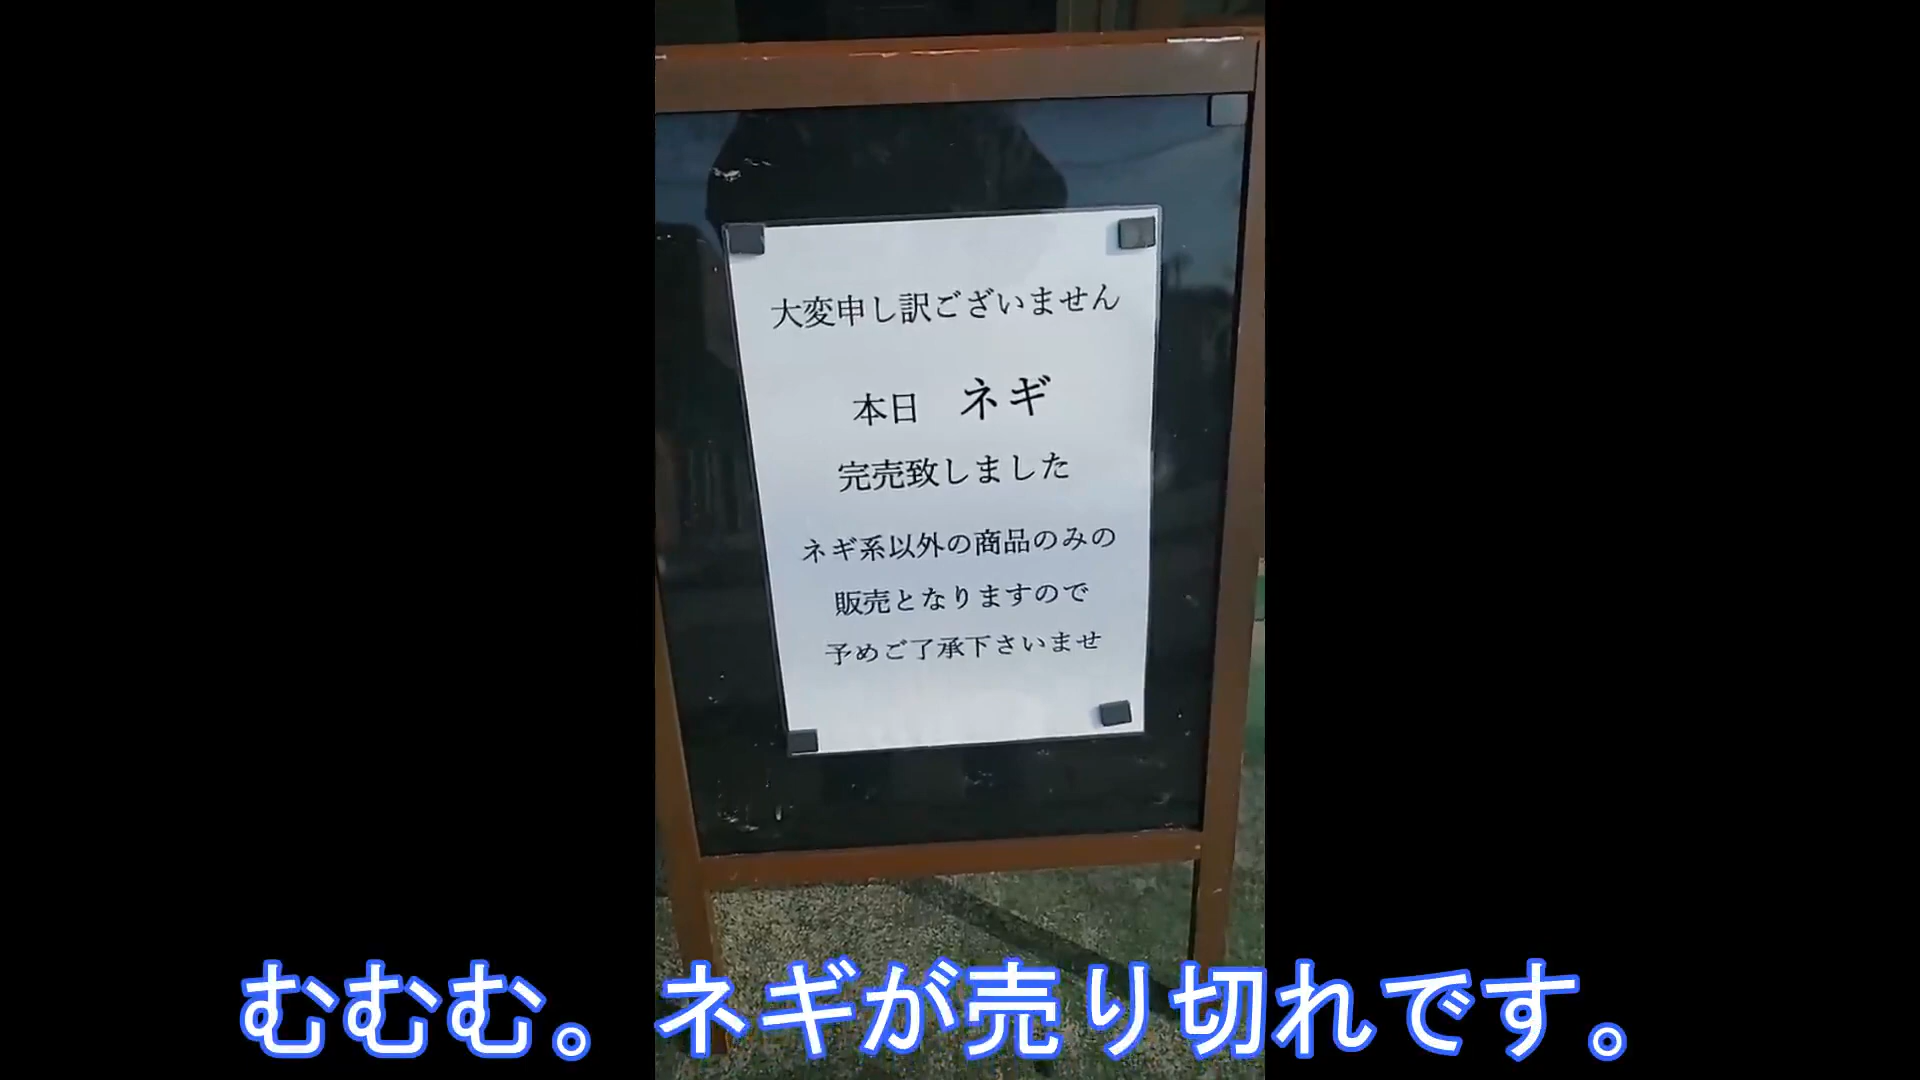 大変申し訳ございません
本日　ネギ
完売致しました
ネギ系以外の商品のみの
販売となりますので
予めご了承下さいませ
むむむ。ネギが売り切れです。